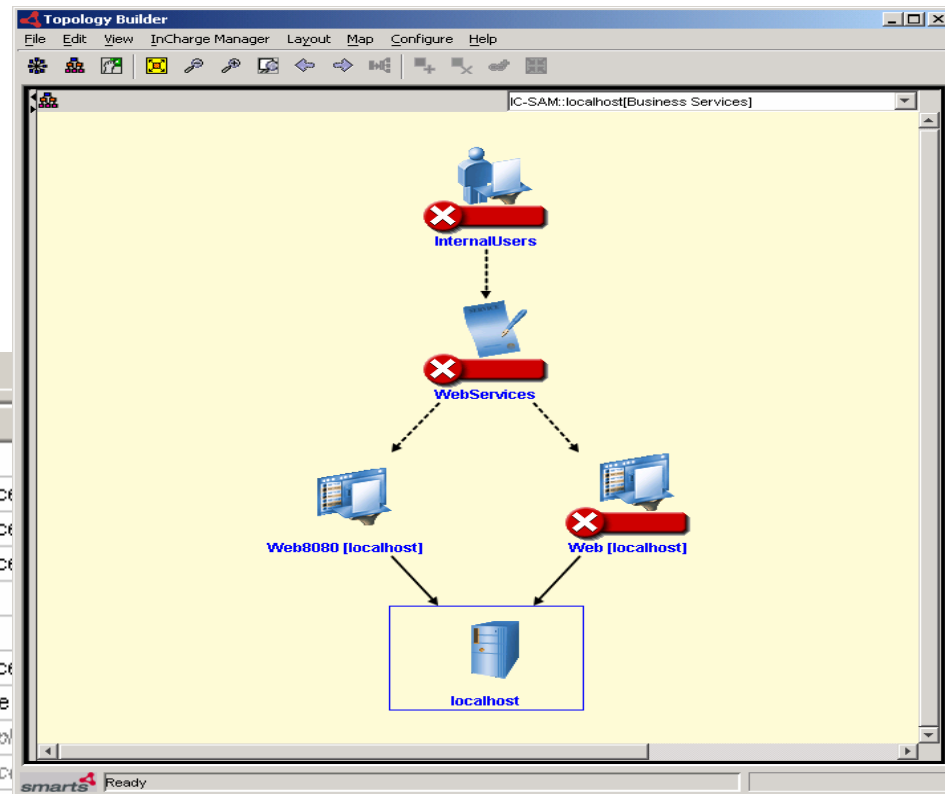 Topology Builder
File Edit View InCharge Manager Layout Map Configure Help
IC-SAM::localhost[Business Services]
InternalUsers
WebServices
Web8080 [localhost]
Web [localhost]
localhost
smarts
Ready